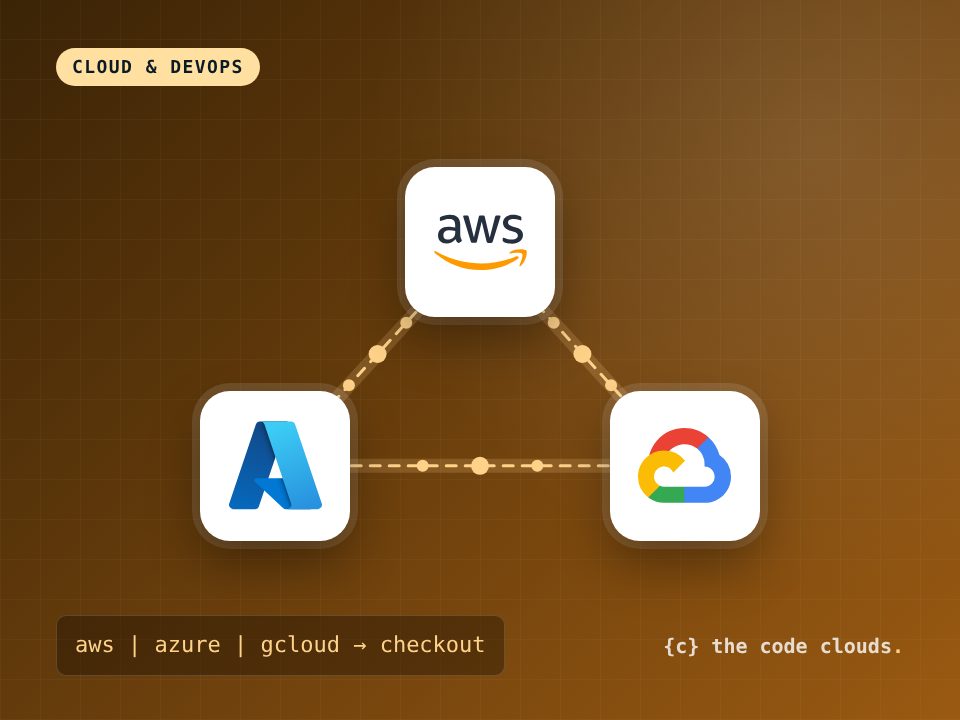 CLOUD & DEVOPS
aws
aws | azure | gcloud → checkout
{c} the code clouds.